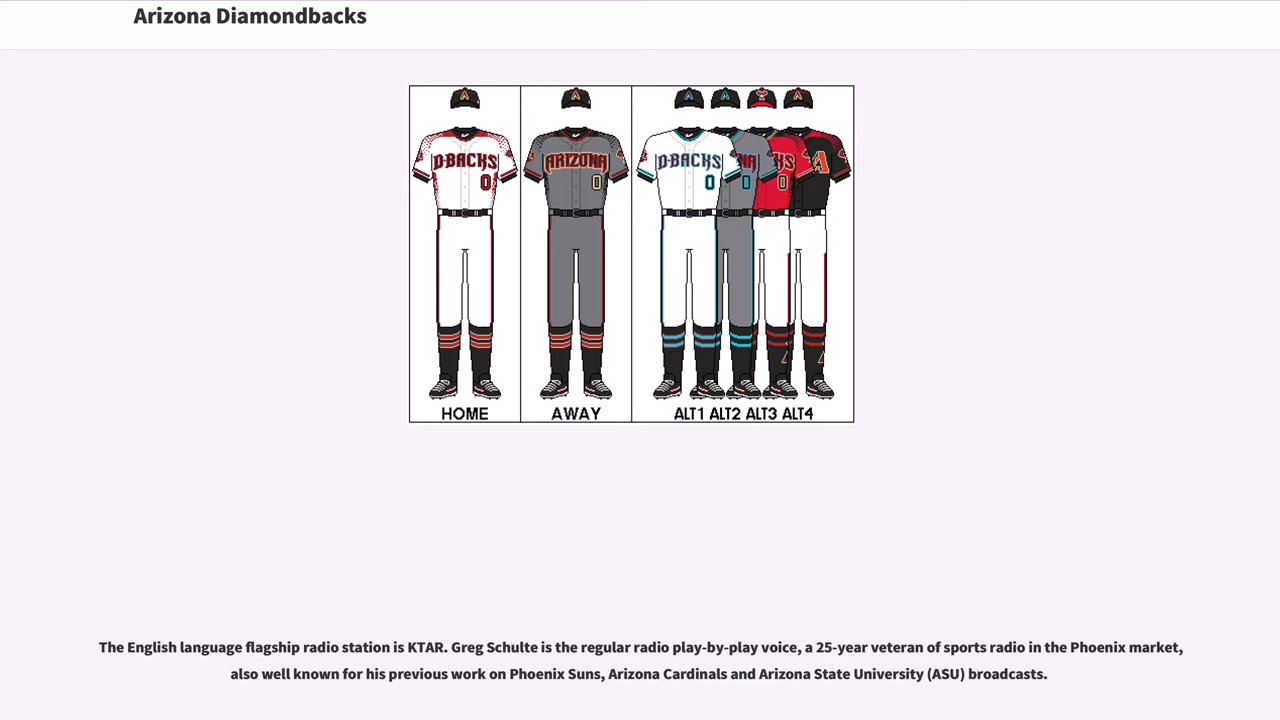 Arizona Diamondbacks
D-BACKS
0
ARIZONA
0
D-BACKS
0
NA
0
KS
0
A
HOME
AWAY
ALT1 ALT2 ALT3 ALT4
The English language flagship radio station is KTAR. Greg Schulte is the regular radio play-by-play voice, a 25-year veteran of sports radio in the Phoenix market,
also well known for his previous work on Phoenix Suns, Arizona Cardinals and Arizona State University (ASU) broadcasts.